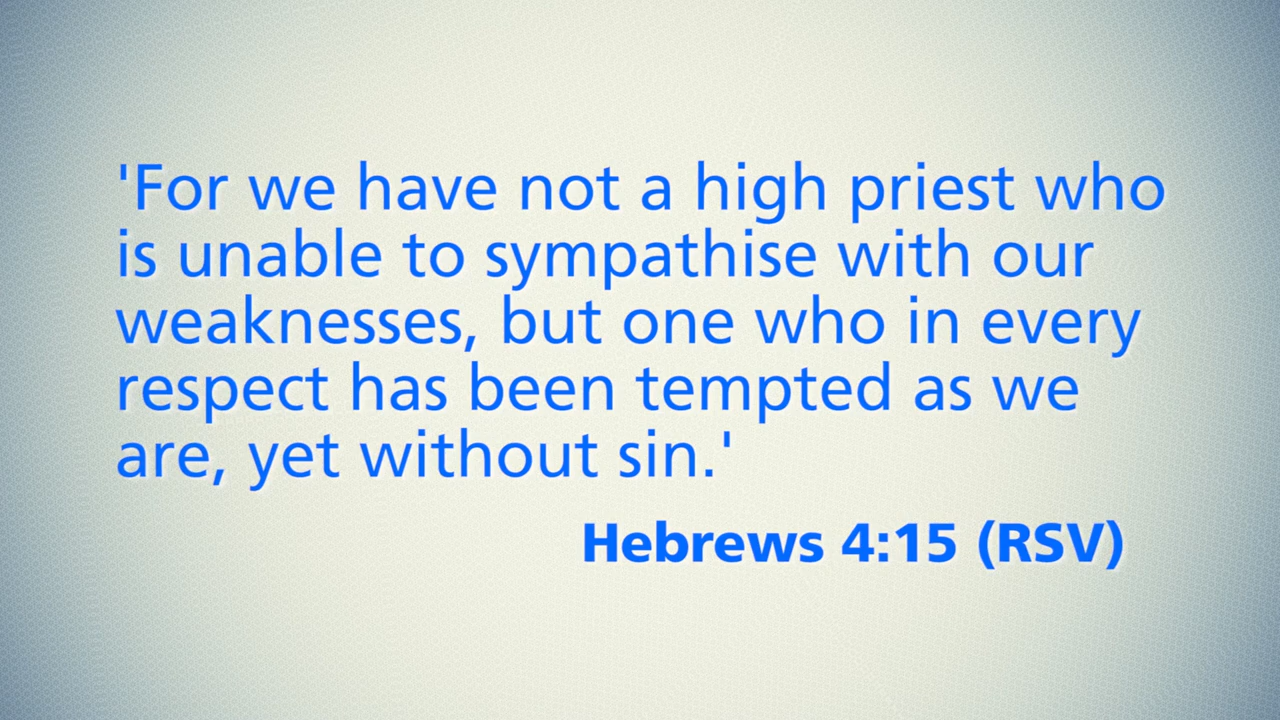 'For we have not a high priest who
is unable to sympathise with our
weaknesses, but one who in every
respect has been tempted as we
are, yet without sin.'
Hebrews 4:15 (RSV)